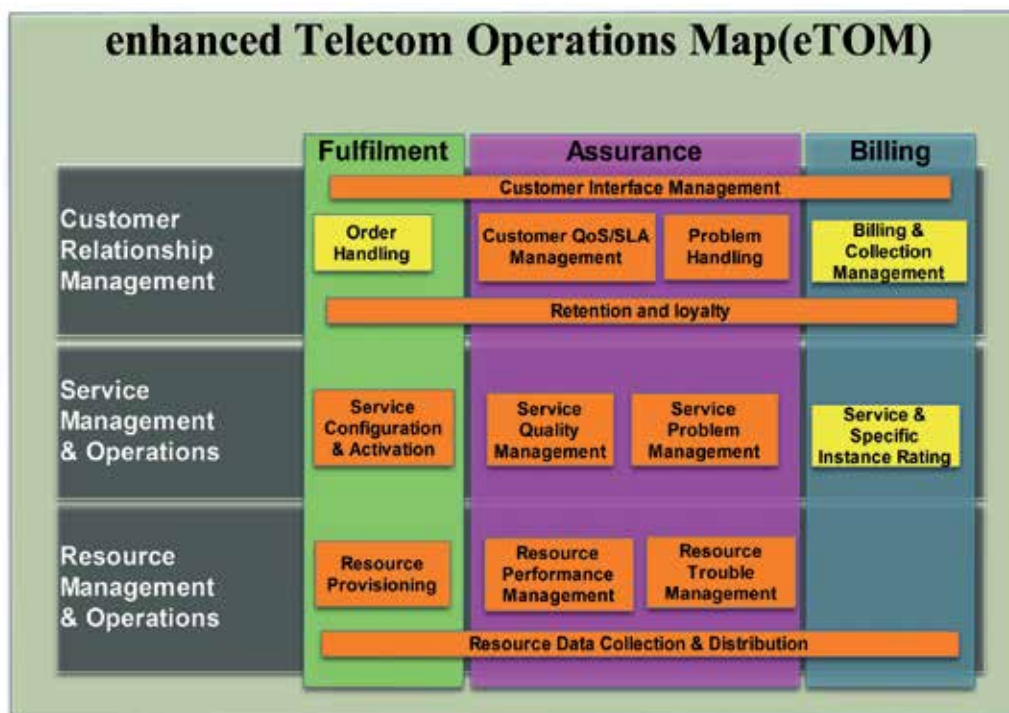 enhanced Telecom Operations Map(eTOM)
Fulfilment
Assurance
Billing
Customer Interface Management
Customer
Relationship
Management
Order
Handling
Customer QoS/SLA
Management
Problem
Handling
Billing &
Collection
Management
Retention and loyalty
Service
Management
& Operations
Service
Configuration
& Activation
Service
Quality
Management
Service
Problem
Management
Service &
Specific
Instance Rating
Resource
Management
& Operations
Resource
Provisioning
Resource
Performance
Management
Resource
Trouble
Management
Resource Data Collection & Distribution